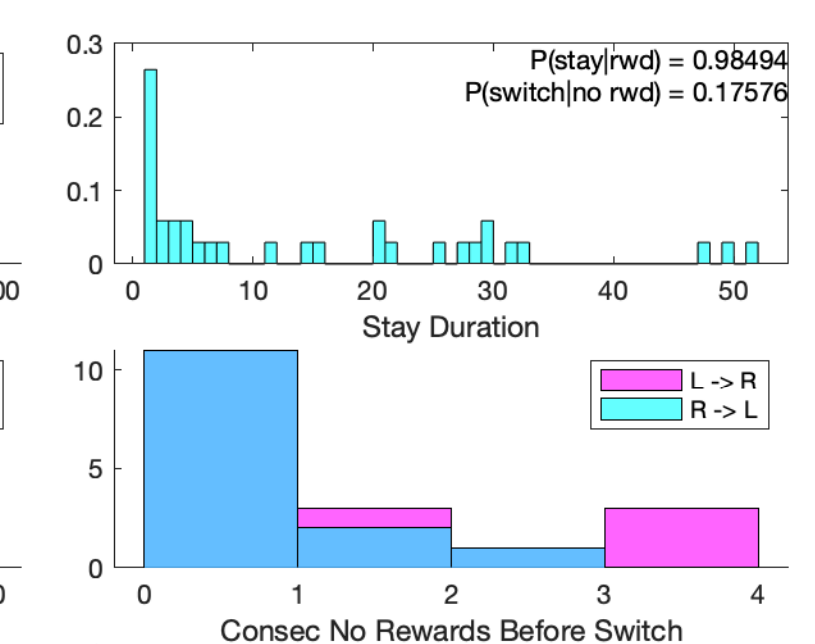 0.3
P(stay|rwd) = 0.98494
P(switch|no rwd) = 0.17576
0.2
0.1
0
0 10 20 30 40 50
00
Stay Duration
10
L -> R
R -> L
5
0
0 1 2 3 4
Consec No Rewards Before Switch